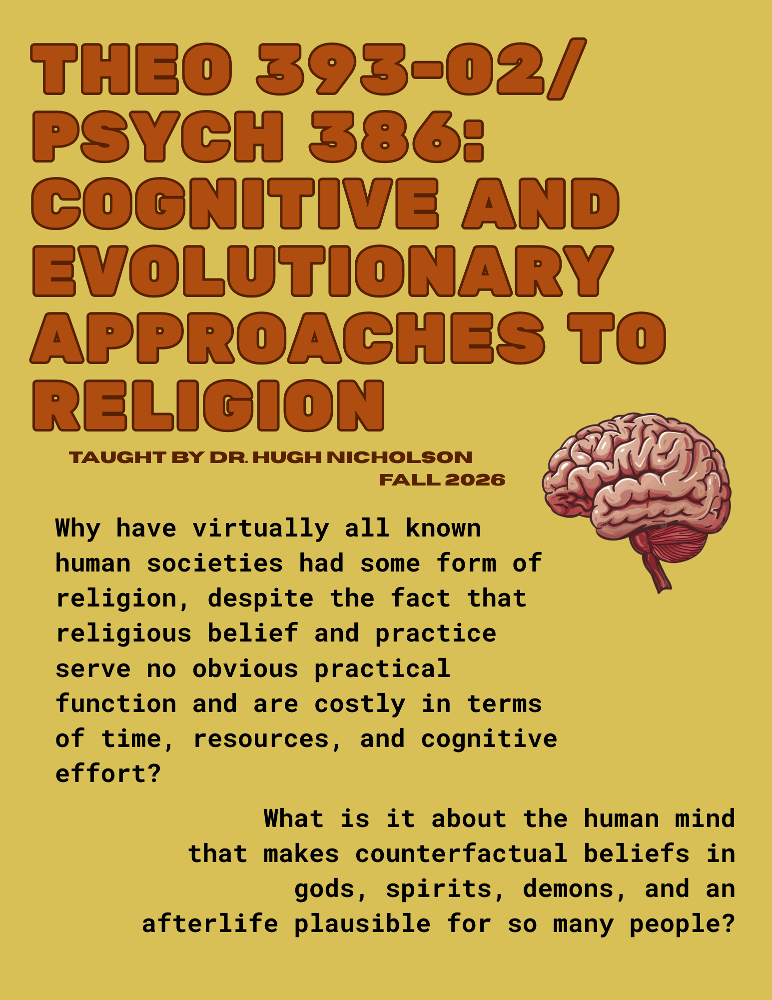 THEO 393-02/
PSYCH 386:
COGNITIVE AND
EVOLUTIONARY
APPROACHES TO
RELIGION
TAUGHT BY DR. HUGH NICHOLSON
FALL 2026
Why have virtually all known
human societies had some form of
religion, despite the fact that
religious belief and practice
serve no obvious practical
function and are costly in terms
of time, resources, and cognitive
effort?
What is it about the human mind
that makes counterfactual beliefs in
gods, spirits, demons, and an
afterlife plausible for so many people?